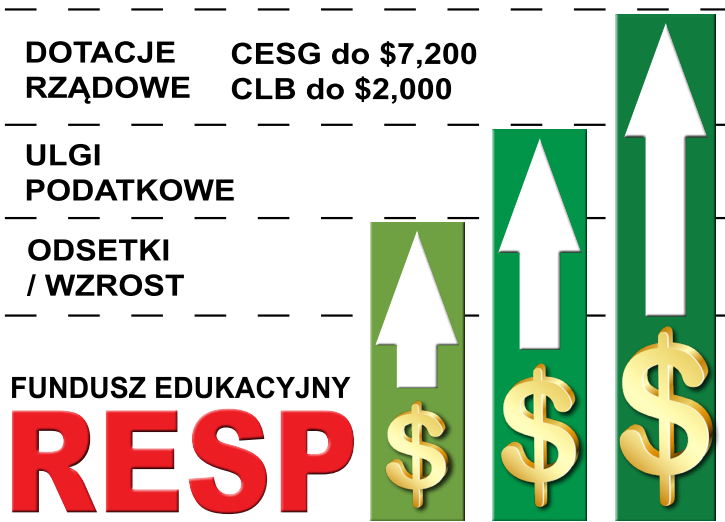 DOTACJE
RZĄDOWE
CESG do $7,200
CLB do $2,000
ULGI
PODATKOWE
ODSETKI
/ WZROST
FUNDUSZ EDUKACYJNY
RESP
$ $ $